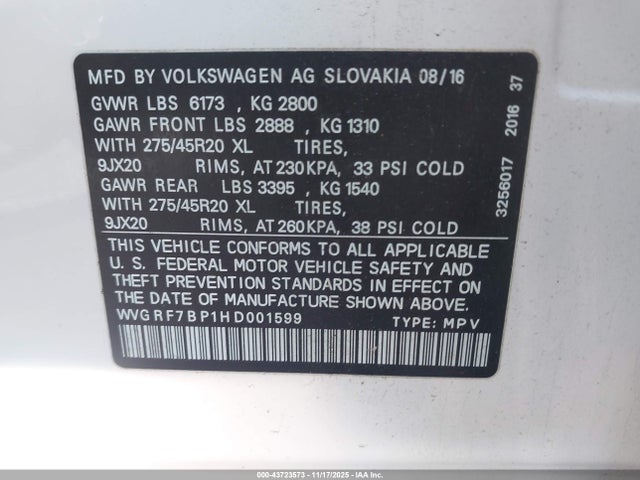 MFD BY VOLKSWAGEN AG SLOVAKIA 08/16
GVWR LBS 6173 , KG 2800
GAWR FRONT LBS 2888 , KG 1310
WITH 275/45R20 XL TIRES,
9JX20 RIMS, AT 230KPA, 33 PSI COLD
GAWR REAR LBS 3395 , KG 1540
WITH 275/45R20 XL TIRES,
9JX20 RIMS, AT 260KPA, 38 PSI COLD
THIS VEHICLE CONFORMS TO ALL APPLICABLE
U. S. FEDERAL MOTOR VEHICLE SAFETY AND
THEFT PREVENTION STANDARDS IN EFFECT ON
THE DATE OF MANUFACTURE SHOWN ABOVE.
WVGRF7BP1HD001599 TYPE: MPV
3256017 2016 37
000-43723573 - 11/17/2025 - IAAI.COM